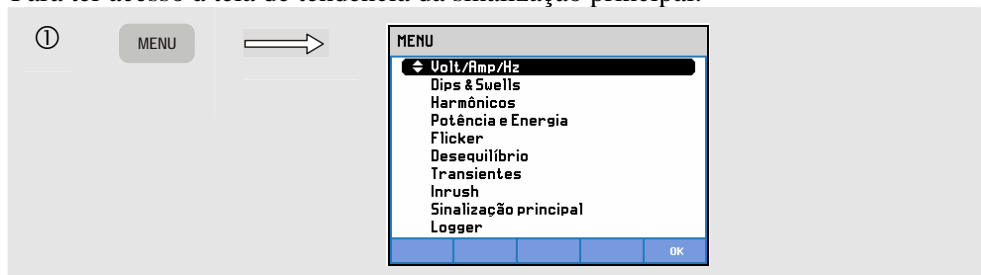 Para ter acesso à tela de tendência da sinalização principal:
①
MENU
MENU
Volt/Amp/Hz
Dips & Swells
Harmônicos
Potência e Energia
Flicker
Desequilíbrio
Transientes
Inrush
Sinalização principal
Logger
OK